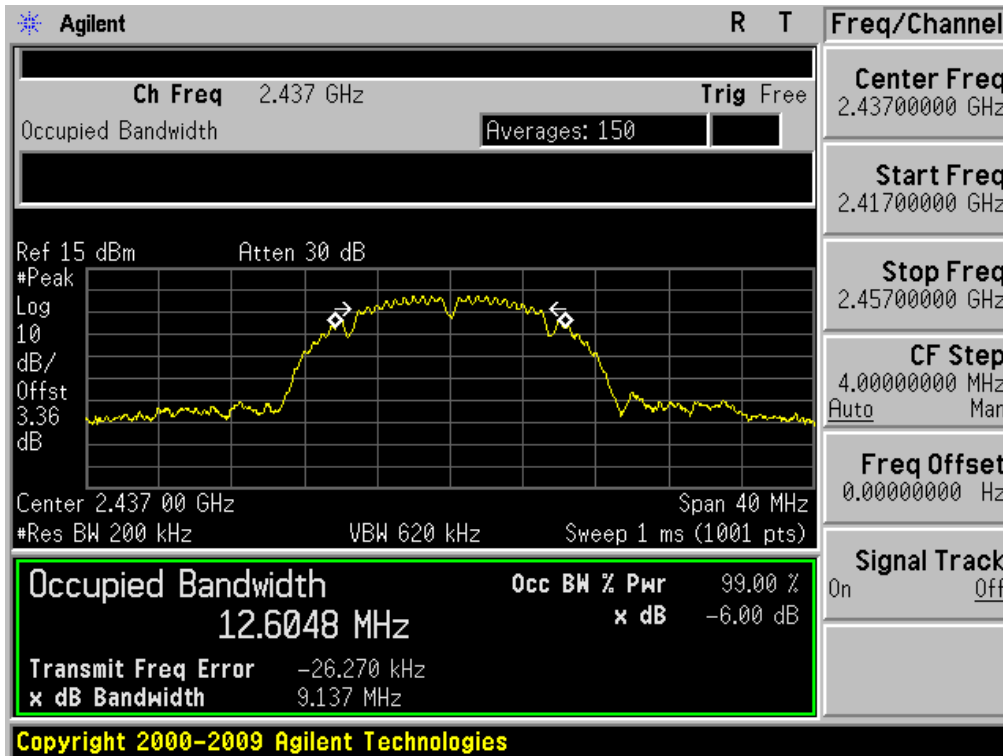 Agilent
R T
Freq/Channel
Ch Freq 2.437 GHz
Trig Free
Occupied Bandwidth
Averages: 150
Center Freq
2.43700000 GHz
Start Freq
2.41700000 GHz
Stop Freq
2.45700000 GHz
CF Step
4.00000000 MHz
Auto Man
Freq Offset
0.00000000 Hz
Signal Track
On Off
Ref 15 dBm
Atten 30 dB
#Peak
Log
10
dB/
Offst
3.36
dB
Center 2.437 00 GHz
Span 40 MHz
#Res BW 200 kHz
VBW 620 kHz
Sweep 1 ms (1001 pts)
Occupied Bandwidth
12.6048 MHz
Occ BW % Pwr 99.00 %
x dB -6.00 dB
Transmit Freq Error -26.270 kHz
x dB Bandwidth 9.137 MHz
Copyright 2000-2009 Agilent Technologies